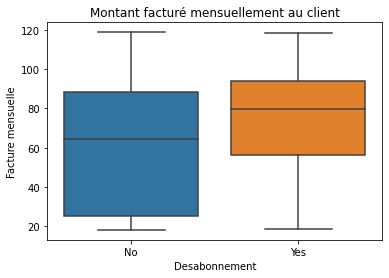 Montant facturé mensuellement au client
120
100
80
60
40
20
Facture mensuelle
No
Yes
Desabonnement